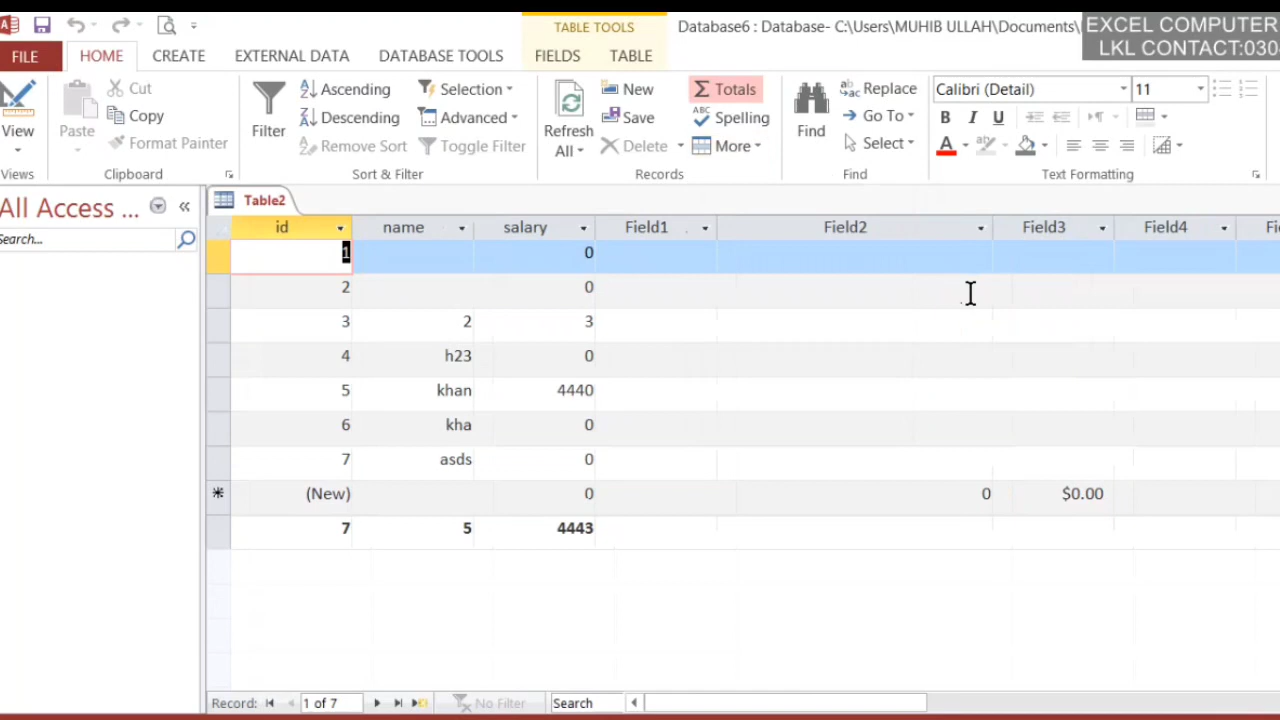 TABLE TOOLS
Database6 : Database- C:\Users\MUHIB ULLAH\Documents\
EXCEL COMPUTER
LKL CONTACT:030
FILE HOME CREATE EXTERNAL DATA DATABASE TOOLS FIELDS TABLE
View
Views
Paste
Cut
Copy
Format Painter
Clipboard
Filter
Ascending
Descending
Remove Sort
Selection
Advanced
Toggle Filter
Sort & Filter
Refresh
All
New
Save
Delete
Totals
Spelling
More
Records
Find
Replace
Go To
Select
Find
Calibri (Detail) 11
B I U
A
Text Formatting
All Access ...
Search...
Table2
id name salary Field1 Field2 Field3 Field4
1 0
2 0
3 2 3
4 h23 0
5 khan 4440
6 kha 0
7 asds 0
(New) 0 0 $0.00
7 5 4443
Record: 1 of 7 No Filter Search